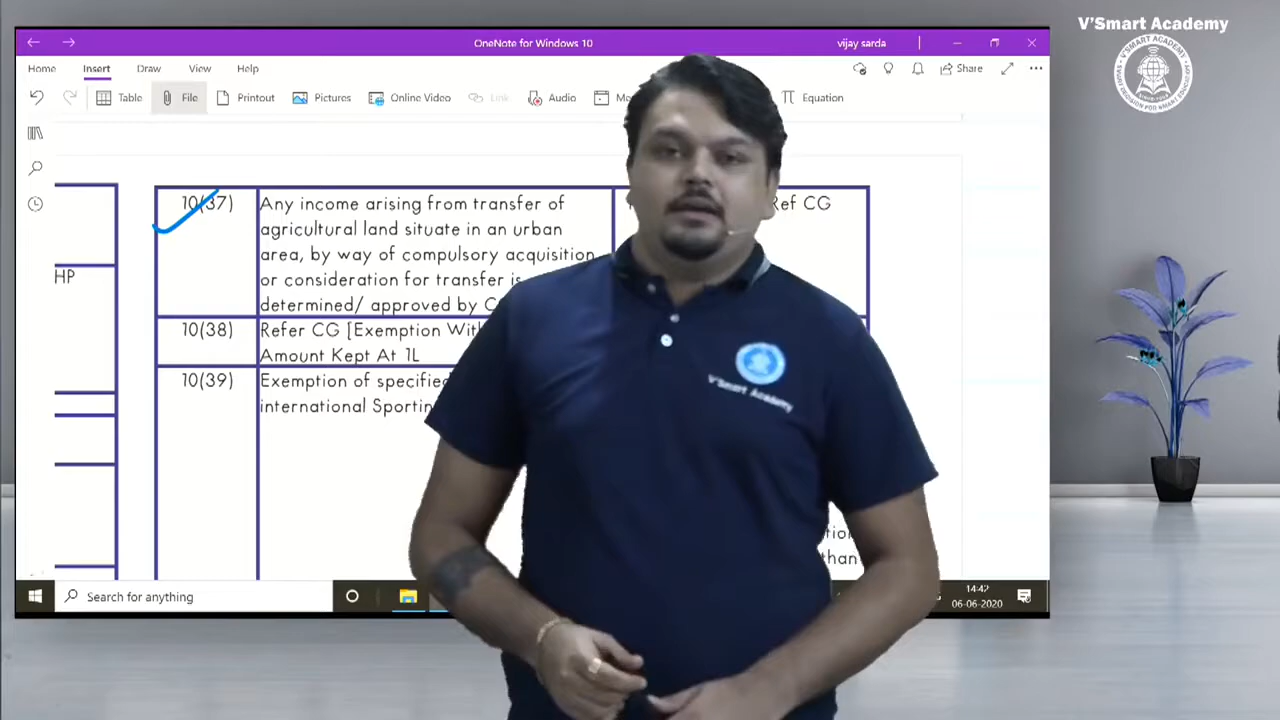 V'Smart Academy
OneNote for Windows 10
vijay sarda
Home Insert Draw View Help
Share
Table File Printout Pictures Online Video Link Audio Equation
10(37) Any income arising from transfer of Ref CG
agricultural land situate in an urban
area, by way of compulsory acquisition
or consideration for transfer is
determined/ approved by
HP
10(38) Refer CG [Exemption
Amount Kept At 1L
10(39) Exemption of specified
international
than
V'Smart Academy
Search for anything
14:42
06-06-2020